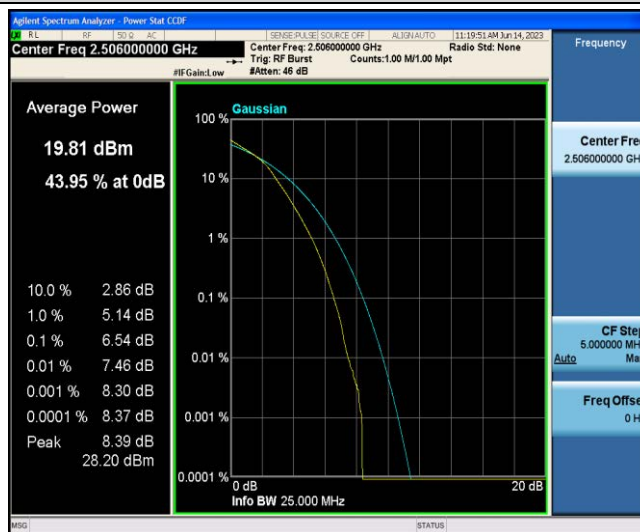 Agilent Spectrum Analyzer - Power Stat CCDF
RL RF 50 Ω AC SENSE:PULSE SOURCE OFF ALIGN AUTO 11:19:51 AM Jun 14, 2023
Center Freq 2.506000000 GHz
Center Freq: 2.506000000 GHz Radio Std: None
Trig: RF Burst Counts:1.00 M/1.00 Mpt
#IFGain:Low #Atten: 46 dB
Frequency
Average Power
19.81 dBm
43.95 % at 0dB
10.0 % 2.86 dB
1.0 % 5.14 dB
0.1 % 6.54 dB
0.01 % 7.46 dB
0.001 % 8.30 dB
0.0001 % 8.37 dB
Peak 8.39 dB
28.20 dBm
Gaussian
100 %
10 %
1 %
0.1 %
0.01 %
0.001 %
0.0001 %
0 dB 20 dB
Info BW 25.000 MHz
Center Fre
2.506000000 GH
CF Ste
5.000000 MH
Auto Ma
Freq Offse
0 H
MSG STATUS